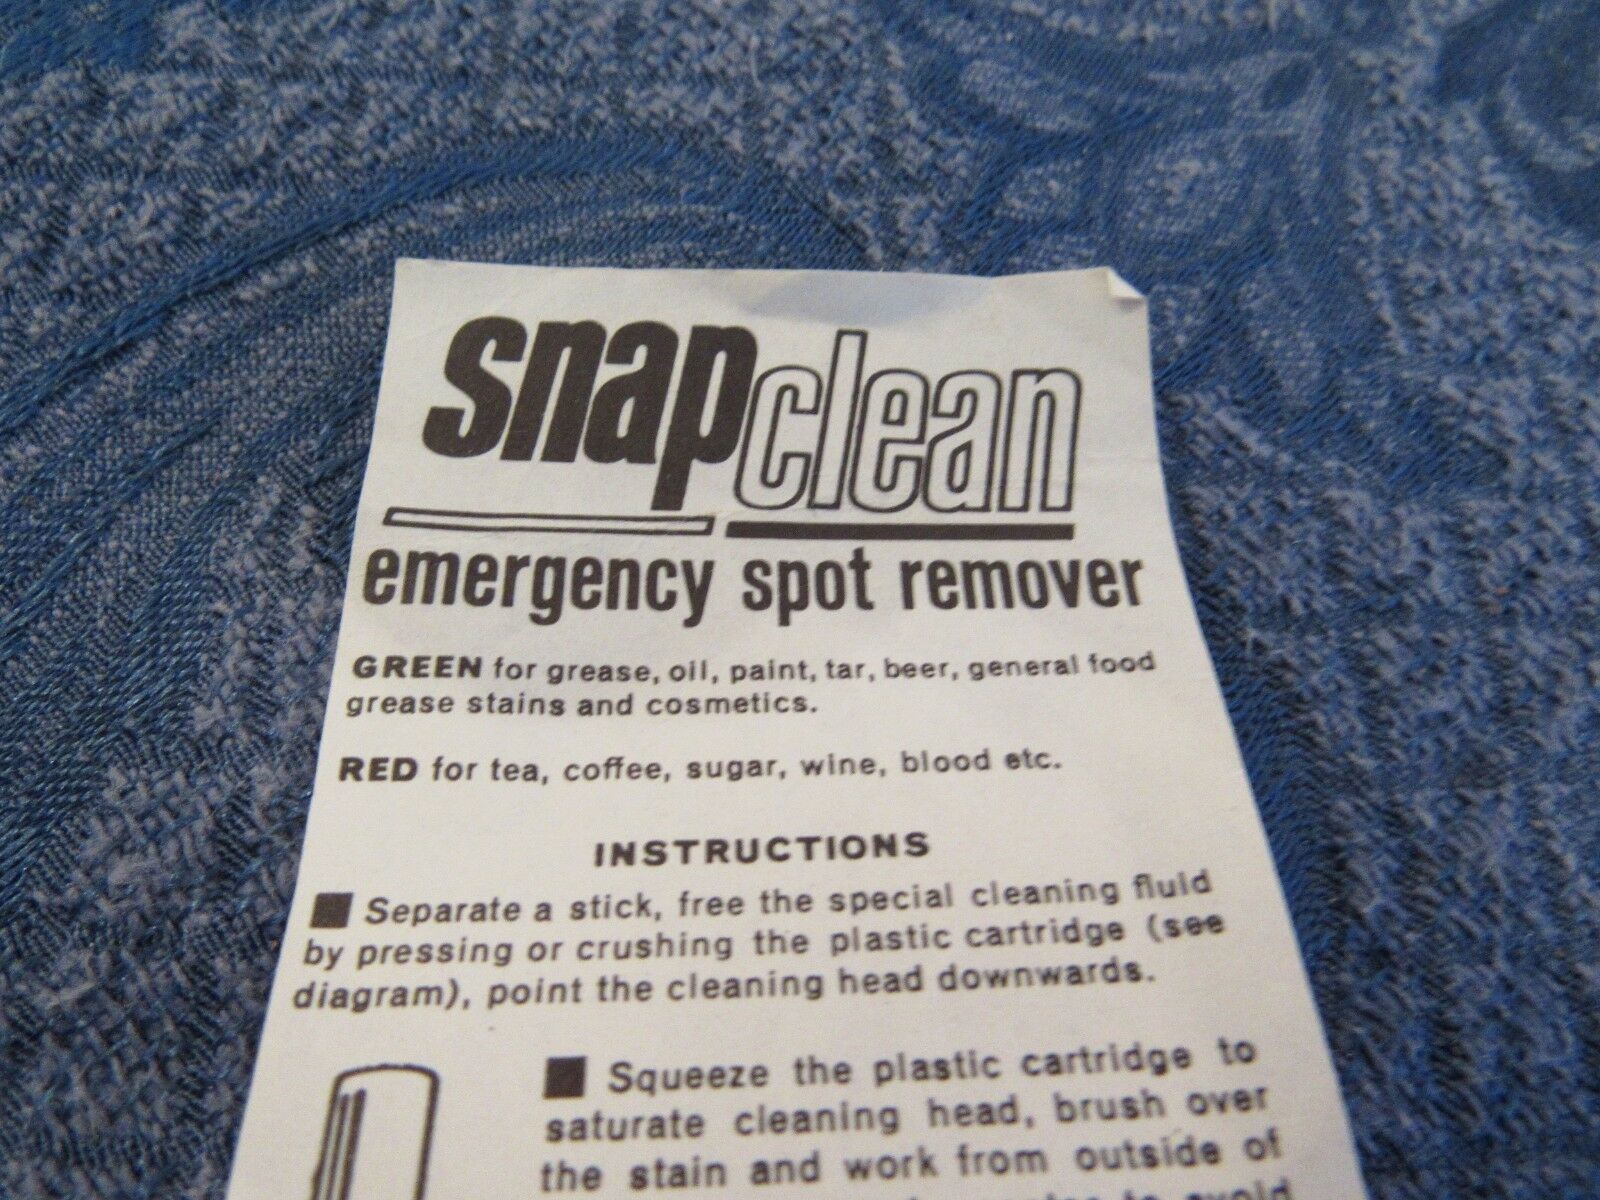 snapclean
emergency spot remover
GREEN for grease, oil, paint, tar, beer, general food
grease stains and cosmetics.
RED for tea, coffee, sugar, wine, blood etc.
INSTRUCTIONS
■ Separate a stick, free the special cleaning fluid
by pressing or crushing the plastic cartridge (see
diagram), point the cleaning head downwards.
■ Squeeze the plastic cartridge to
saturate cleaning head, brush over
the stain and work from outside of
to avoid